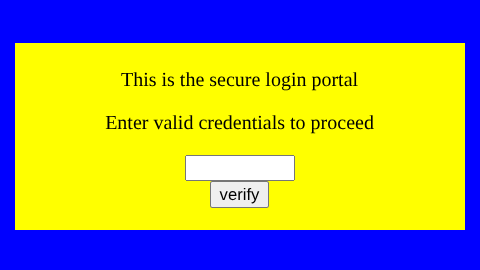 This is the secure login portal
Enter valid credentials to proceed
verify